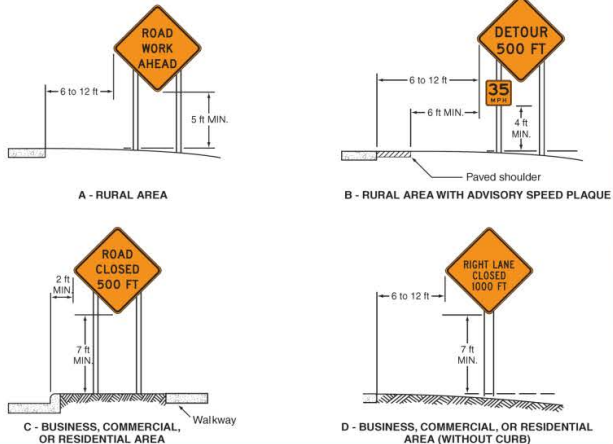 ROAD
WORK
AHEAD
6 to 12 ft
5 ft MIN.
A - RURAL AREA
DETOUR
500 FT
35
MPH
6 to 12 ft
6 ft MIN.
4 ft
MIN.
Paved shoulder
B - RURAL AREA WITH ADVISORY SPEED PLAQUE
ROAD
CLOSED
500 FT
2 ft
MIN.
7 ft
MIN.
Walkway
C - BUSINESS, COMMERCIAL,
OR RESIDENTIAL AREA
RIGHT LANE
CLOSED
1000 FT
6 to 12 ft
7 ft
MIN.
D - BUSINESS, COMMERCIAL, OR RESIDENTIAL
AREA (WITHOUT CURB)